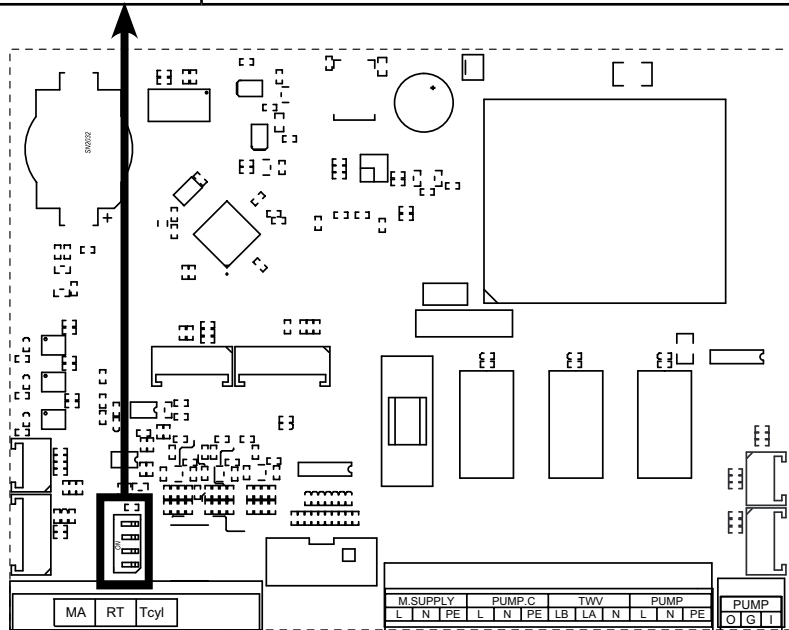 SN2032
+
+
ON
MA RT Tcyl
M.SUPPLY PUMP.C TWV PUMP
L N PE L N PE LB LA N L N PE
PUMP
O G I